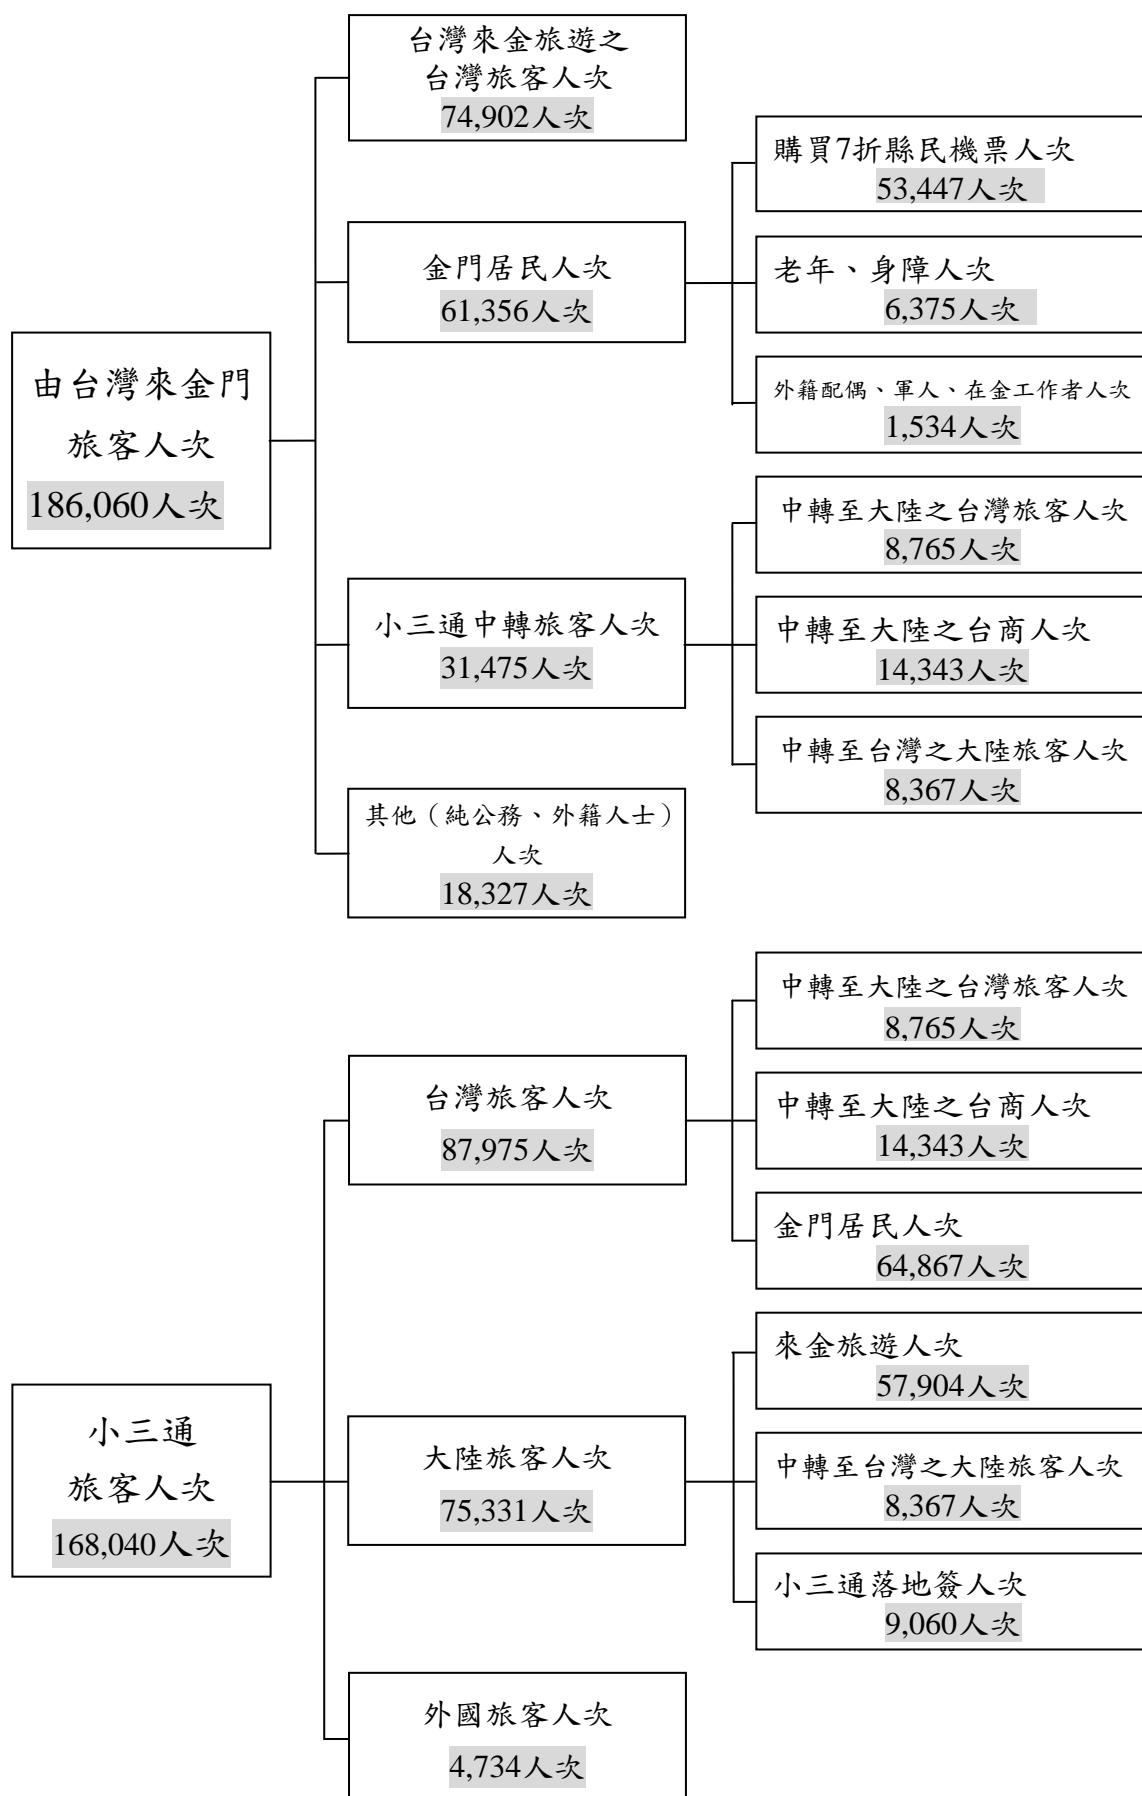 台灣來金旅遊之
台灣旅客人次
74,902人次
購買7折縣民機票人次
53,447人次
金門居民人次
61,356人次
老年、身障人次
6,375人次
外籍配偶、軍人、在金工作者人次
1,534人次
由台灣來金門
旅客人次
186,060人次
中轉至大陸之台灣旅客人次
8,765人次
小三通中轉旅客人次
31,475人次
中轉至大陸之台商人次
14,343人次
中轉至台灣之大陸旅客人次
8,367人次
其他（純公務、外籍人士）
人次
18,327人次
中轉至大陸之台灣旅客人次
8,765人次
台灣旅客人次
87,975人次
中轉至大陸之台商人次
14,343人次
金門居民人次
64,867人次
來金旅遊人次
57,904人次
小三通
旅客人次
168,040人次
大陸旅客人次
75,331人次
中轉至台灣之大陸旅客人次
8,367人次
小三通落地簽人次
9,060人次
外國旅客人次
4,734人次